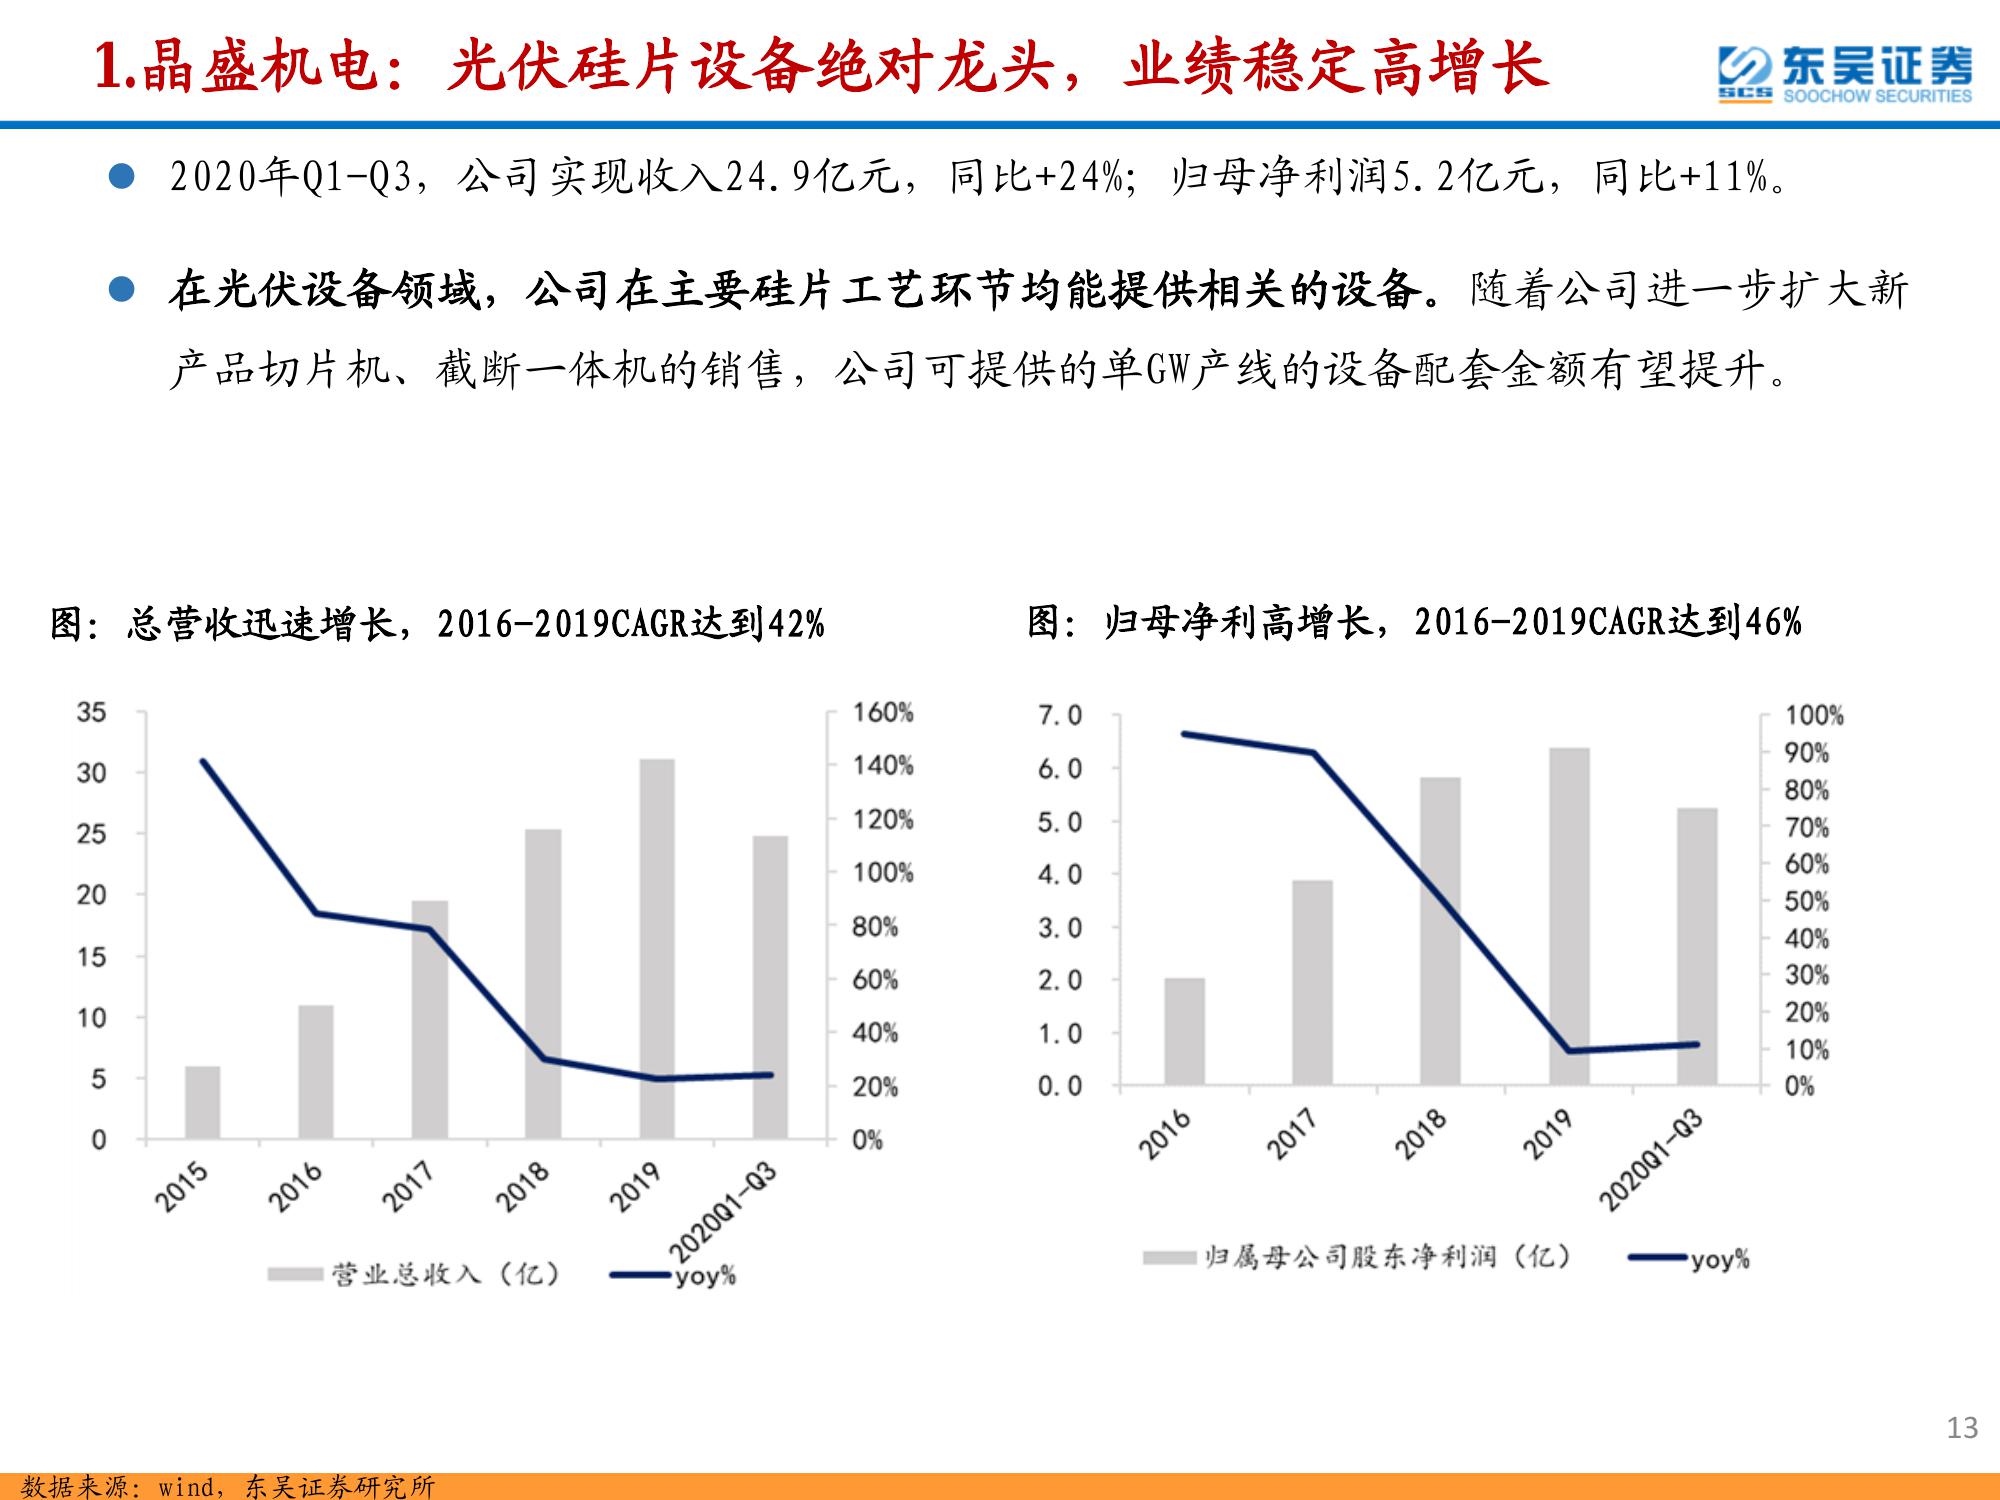 1.晶盛机电：光伏硅片设备绝对龙头，业绩稳定高增长
东吴证券
SCS
SOOCHOW SECURITIES
2020年Q1-Q3，公司实现收入24.9亿元，同比+24%；归母净利润5.2亿元，同比+11%。
在光伏设备领域，公司在主要硅片工艺环节均能提供相关的设备。随着公司进一步扩大新
产品切片机、截断一体机的销售，公司可提供的单GW产线的设备配套金额有望提升。
图：总营收迅速增长，2016-2019CAGR达到42%
35
30
25
20
15
10
5
0
160%
140%
120%
100%
80%
60%
40%
20%
0%
2015
2016
2017
2018
2019
2020Q1-Q3
营业总收入（亿）
yoy%
图：归母净利高增长，2016-2019CAGR达到46%
7.0
6.0
5.0
4.0
3.0
2.0
1.0
0.0
100%
90%
80%
70%
60%
50%
40%
30%
20%
10%
0%
2016
2017
2018
2019
2020Q1-Q3
归属母公司股东净利润（亿）
yoy%
13
数据来源：wind，东吴证券研究所